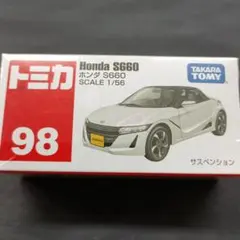 トミカ
98
Honda S660
ホンダ S660
SCALE 1/56
TAKARA
TOMY
サスペンション